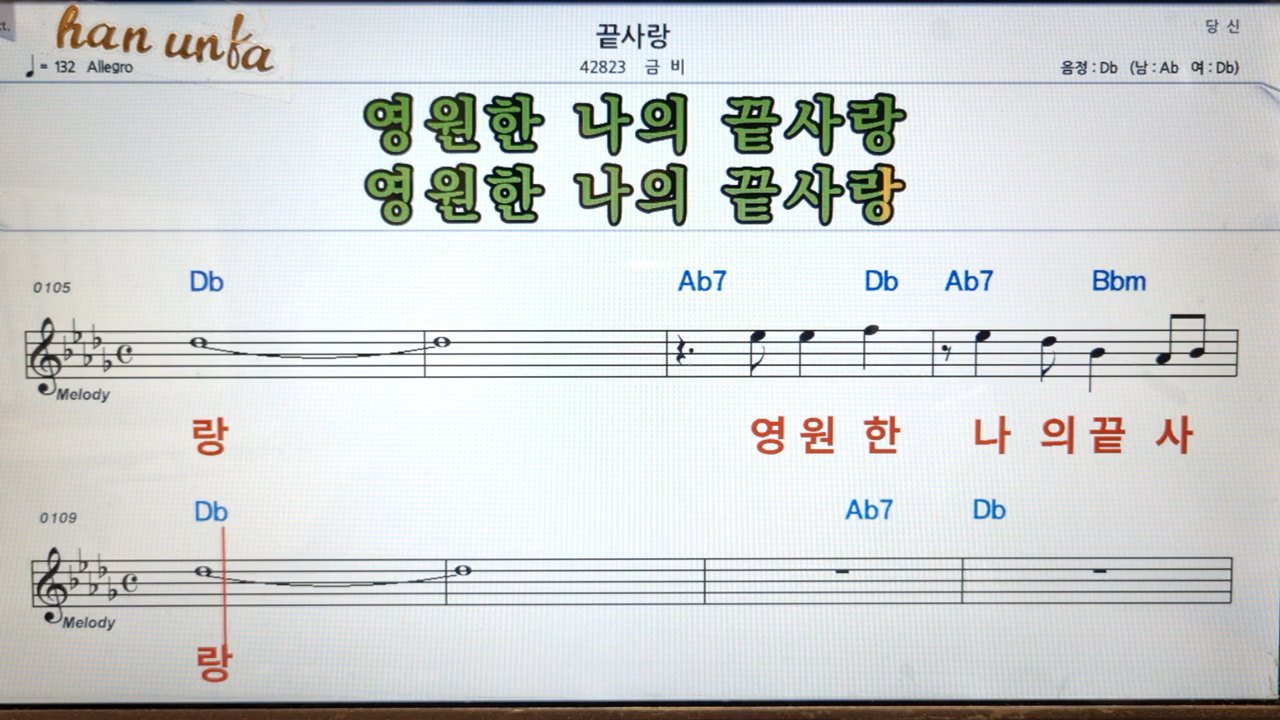 han unfa
끝사랑
당 신
♩= 132 Allegro
42823 금 비
음정 : Db (남 : Ab 여 : Db)
영원한 나의 끝사랑
영원한 나의 끝사랑
0105 Db Ab7 Db Ab7 Bbm
Melody
랑 영 원 한 나 의 끝 사
0109 Db Ab7 Db
Melody
랑